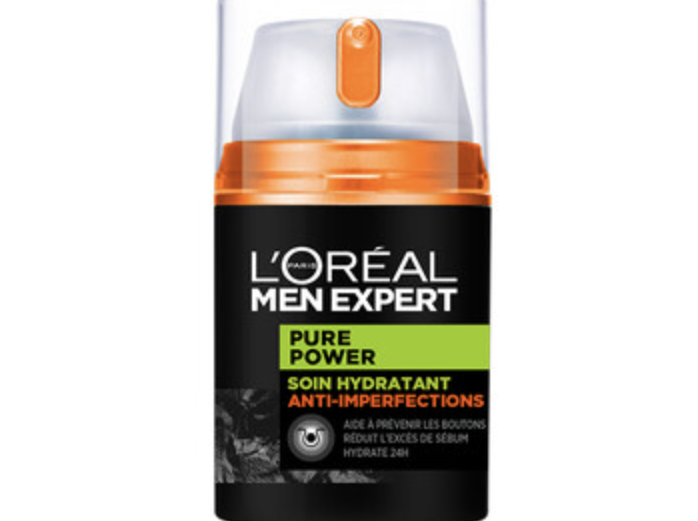 L'ORÉAL
PARIS
MEN EXPERT
PURE
POWER
SOIN HYDRATANT
ANTI-IMPERFECTIONS
AIDE À PRÉVENIR LES BOUTONS
RÉDUIT L'EXCÈS DE SÉBUM
HYDRATE 24H